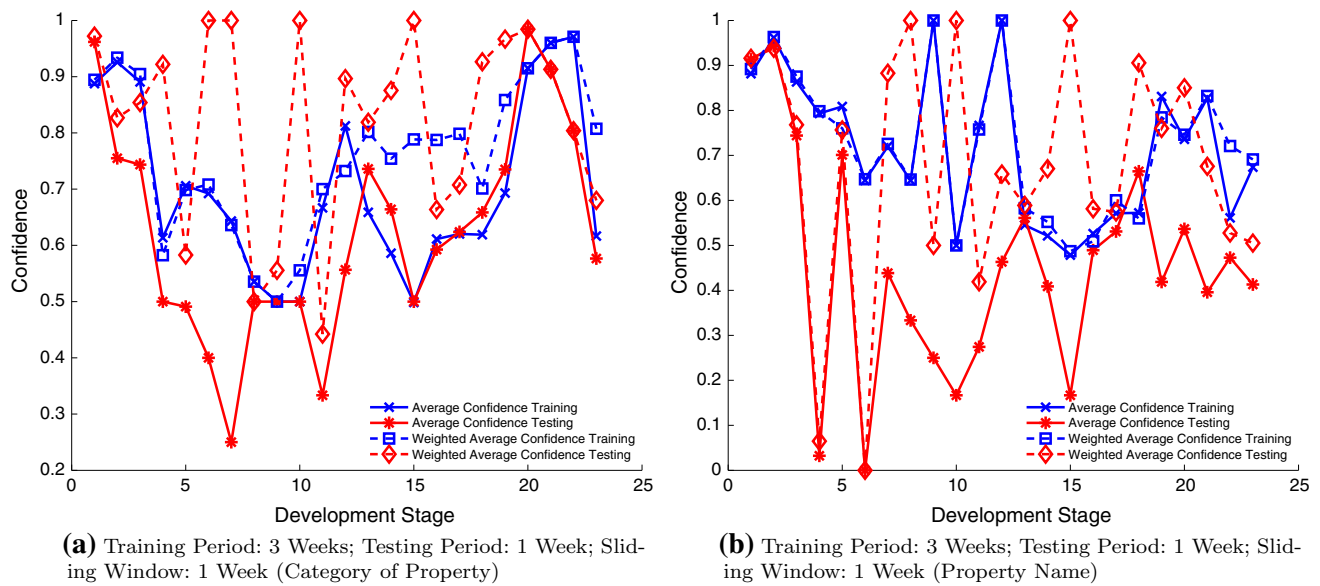 1
0.9
0.8
0.7
0.6
0.5
0.4
0.3
0.2
Confidence
0 5 10 15 20 25
Development Stage
Average Confidence Training
Average Confidence Testing
Weighted Average Confidence Training
Weighted Average Confidence Testing
(a) Training Period: 3 Weeks; Testing Period: 1 Week; Slid-
ing Window: 1 Week (Category of Property)
1
0.9
0.8
0.7
0.6
0.5
0.4
0.3
0.2
0.1
0
Confidence
0 5 10 15 20 25
Development Stage
Average Confidence Training
Average Confidence Testing
Weighted Average Confidence Training
Weighted Average Confidence Testing
(b) Training Period: 3 Weeks; Testing Period: 1 Week; Slid-
ing Window: 1 Week (Property Name)